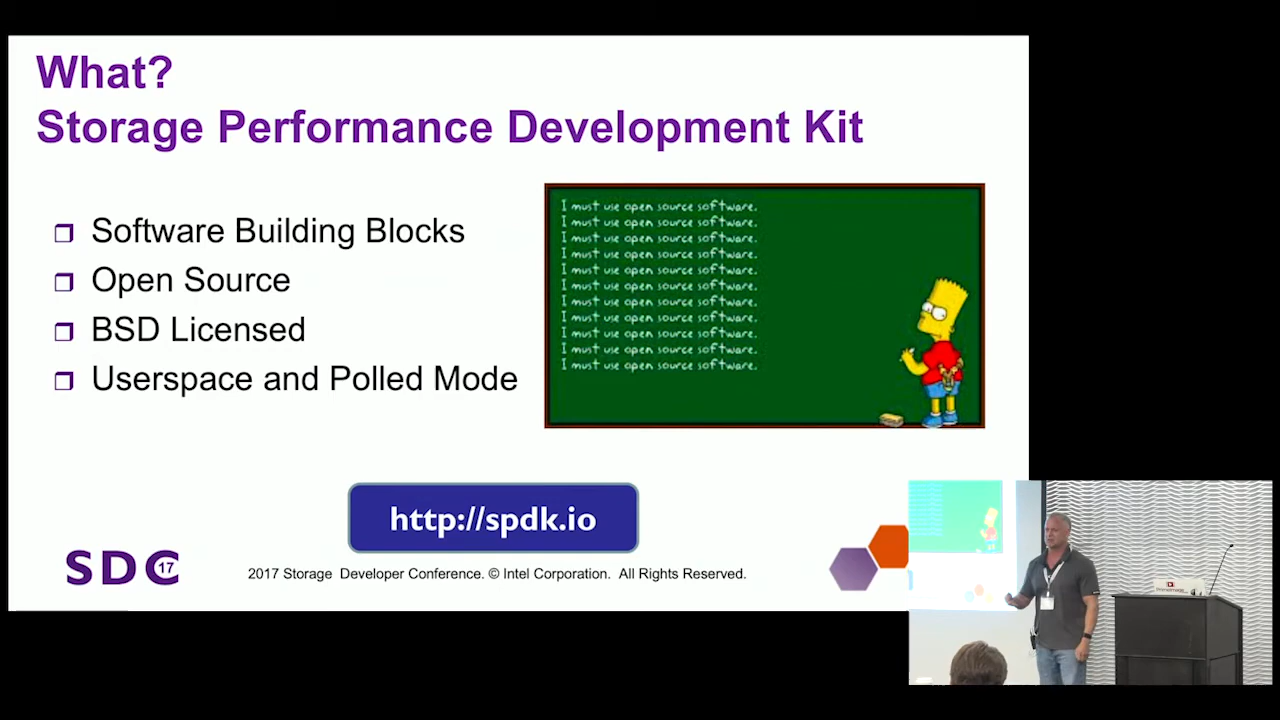 What?
Storage Performance Development Kit
Software Building Blocks
Open Source
BSD Licensed
Userspace and Polled Mode
I must use open source software.
I must use open source software.
I must use open source software.
I must use open source software.
I must use open source software.
I must use open source software.
I must use open source software.
I must use open source software.
I must use open source software.
I must use open source software.
I must use open source software.
http://spdk.io
SDC 17
2017 Storage Developer Conference. © Intel Corporation. All Rights Reserved.